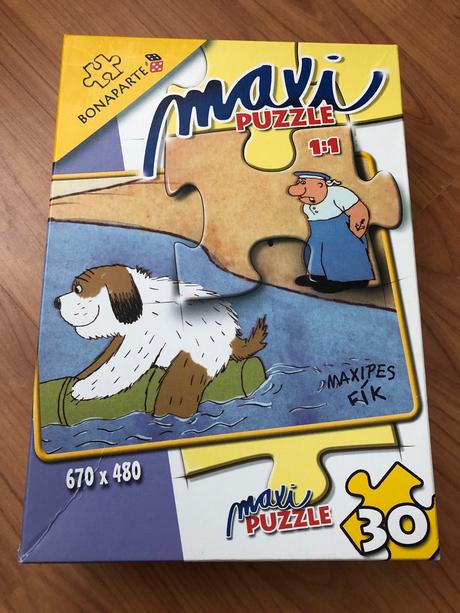 BONAPARTE
maxi
PUZZLE
1:1
MAXIPES
FÍK
670 x 480
maxi
PUZZLE
30